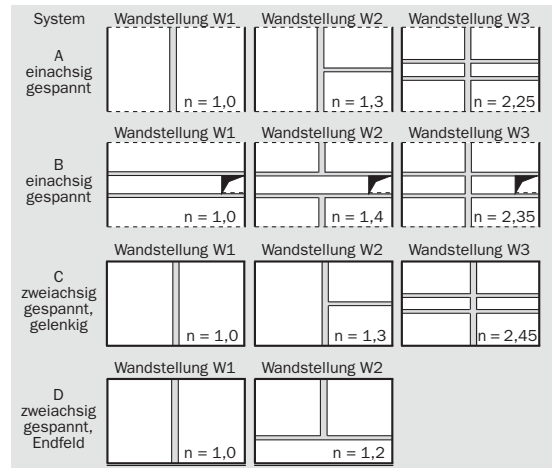 System Wandstellung W1 Wandstellung W2 Wandstellung W3
A
einachsig
gespannt
n = 1,0 n = 1,3 n = 2,25
Wandstellung W1 Wandstellung W2 Wandstellung W3
B
einachsig
gespannt
n = 1,0 n = 1,4 n = 2,35
Wandstellung W1 Wandstellung W2 Wandstellung W3
C
zweiachsig
gespannt,
gelenkig
n = 1,0 n = 1,3 n = 2,45
Wandstellung W1 Wandstellung W2
D
zweiachsig
gespannt,
Endfeld
n = 1,0 n = 1,2